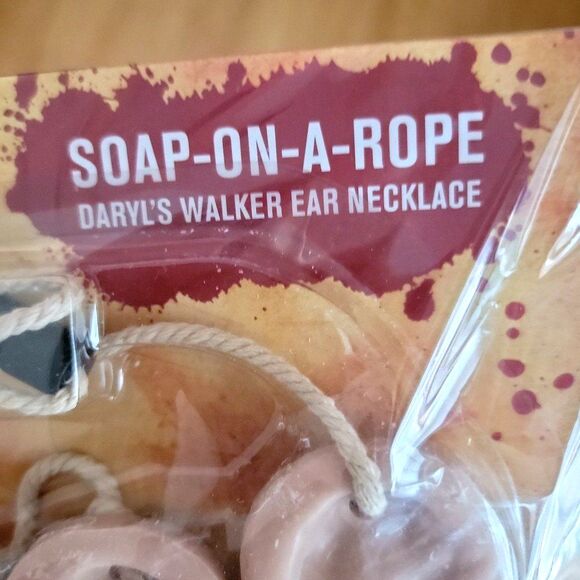 SOAP-ON-A-ROPE
DARYL'S WALKER EAR NECKLACE